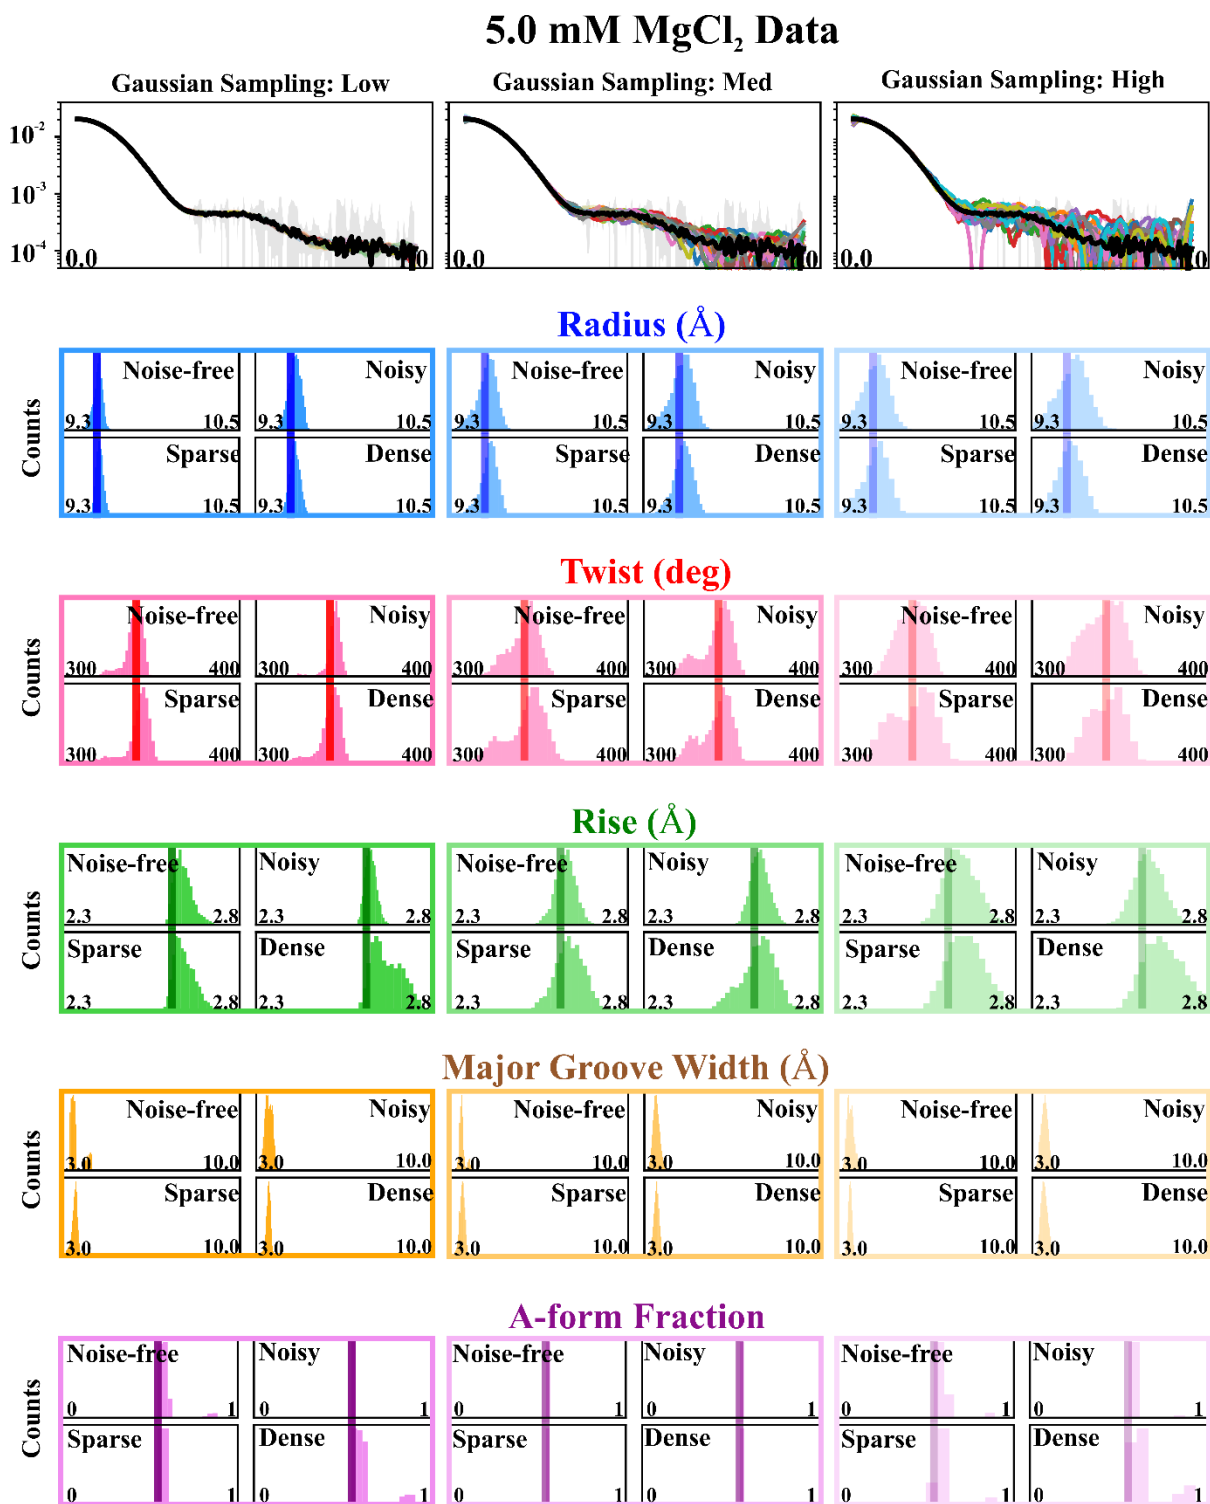 5.0 mM MgCl₂ Data
Gaussian Sampling: Low Gaussian Sampling: Med Gaussian Sampling: High
10⁻²
10⁻³
10⁻⁴
0.0 0 0.0 0 0.0 0
Radius (Å)
Counts
Noise-free Noisy Noise-free Noisy Noise-free Noisy
9.3 10.5 9.3 10.5 9.3 10.5 9.3 10.5 9.3 10.5 9.3 10.5
Sparse Dense Sparse Dense Sparse Dense
9.3 10.5 9.3 10.5 9.3 10.5 9.3 10.5 9.3 10.5 9.3 10.5
Twist (deg)
Counts
Noise-free Noisy Noise-free Noisy Noise-free Noisy
300 400 300 400 300 400 300 400 300 400 300 400
Sparse Dense Sparse Dense Sparse Dense
300 400 300 400 300 400 300 400 300 400 300 400
Rise (Å)
Counts
Noise-free Noisy Noise-free Noisy Noise-free Noisy
2.3 2.8 2.3 2.8 2.3 2.8 2.3 2.8 2.3 2.8 2.3 2.8
Sparse Dense Sparse Dense Sparse Dense
2.3 2.8 2.3 2.8 2.3 2.8 2.3 2.8 2.3 2.8 2.3 2.8
Major Groove Width (Å)
Counts
Noise-free Noisy Noise-free Noisy Noise-free Noisy
3.0 10.0 3.0 10.0 3.0 10.0 3.0 10.0 3.0 10.0 3.0 10.0
Sparse Dense Sparse Dense Sparse Dense
3.0 10.0 3.0 10.0 3.0 10.0 3.0 10.0 3.0 10.0 3.0 10.0
A-form Fraction
Counts
Noise-free Noisy Noise-free Noisy Noise-free Noisy
0 1 0 1 0 1 0 1 0 1 0 1
Sparse Dense Sparse Dense Sparse Dense
0 1 0 1 0 1 0 1 0 1 0 1